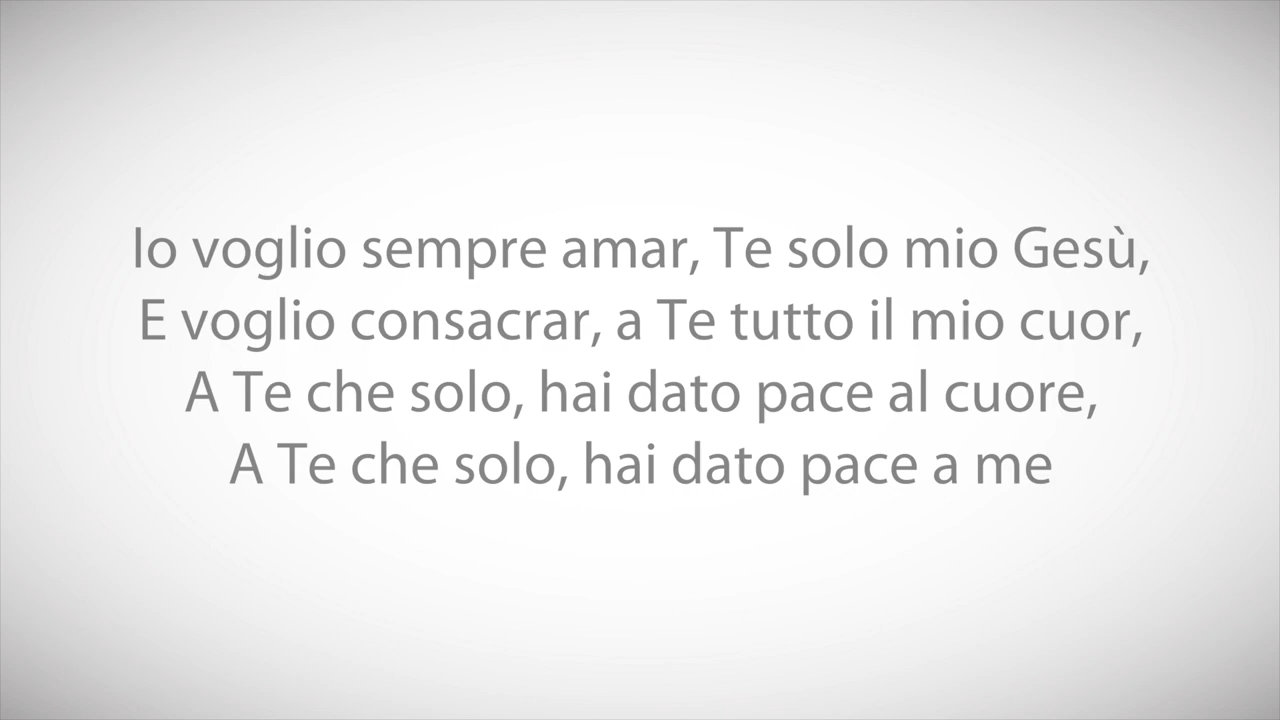 Io voglio sempre amar, Te solo mio Gesù,
E voglio consacrar, a Te tutto il mio cuor,
A Te che solo, hai dato pace al cuore,
A Te che solo, hai dato pace a me